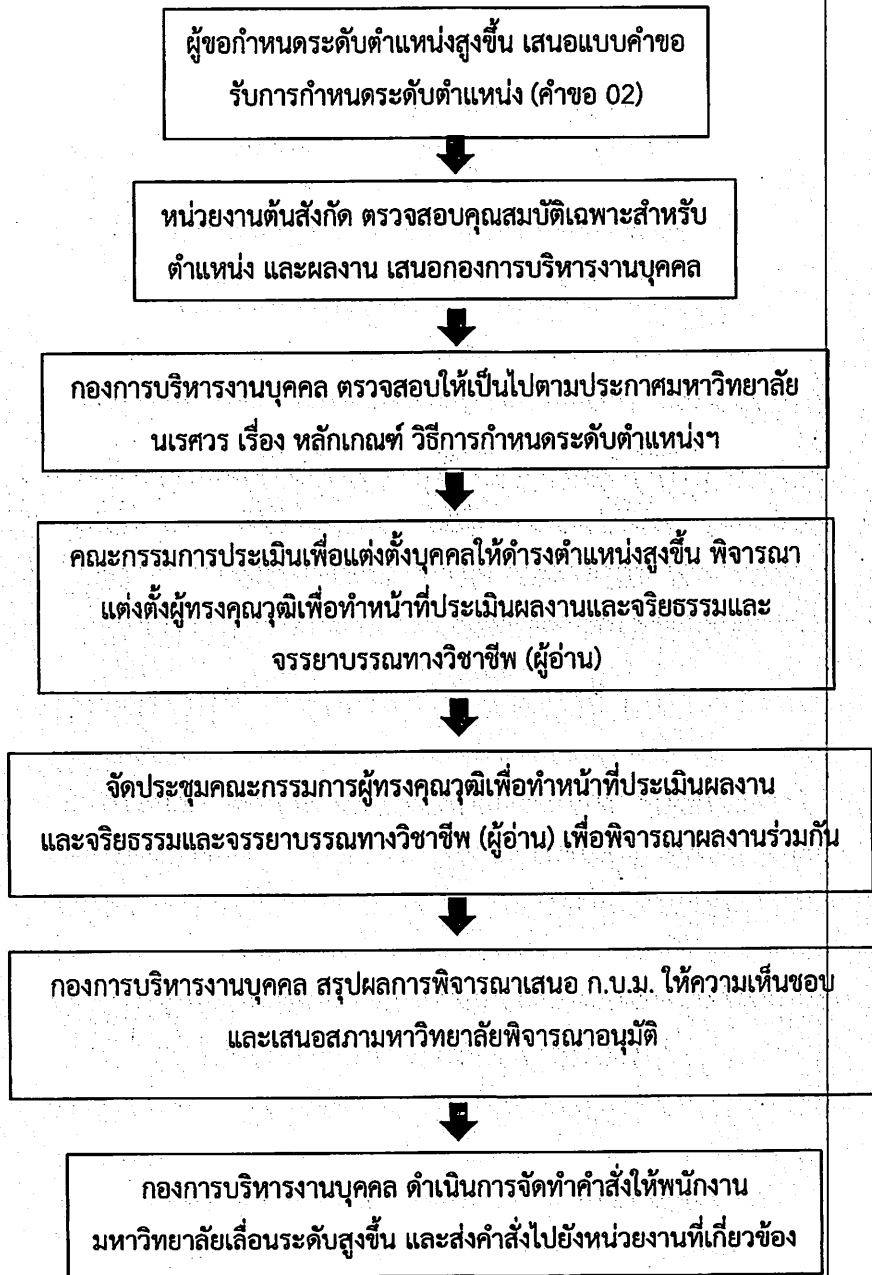 ผู้ขอกำหนดระดับตำแหน่งสูงขึ้น เสนอแบบคำขอ
รับการกำหนดระดับตำแหน่ง (คำขอ 02)
หน่วยงานต้นสังกัด ตรวจสอบคุณสมบัติเฉพาะสำหรับ
ตำแหน่ง และผลงาน เสนอกองการบริหารงานบุคคล
กองการบริหารงานบุคคล ตรวจสอบให้เป็นไปตามประกาศมหาวิทยาลัย
นเรศวร เรื่อง หลักเกณฑ์ วิธีการกำหนดระดับตำแหน่งฯ
คณะกรรมการประเมินเพื่อแต่งตั้งบุคคลให้ดำรงตำแหน่งสูงขึ้น พิจารณา
แต่งตั้งผู้ทรงคุณวุฒิเพื่อทำหน้าที่ประเมินผลงานและจริยธรรมและ
จรรยาบรรณทางวิชาชีพ (ผู้อ่าน)
จัดประชุมคณะกรรมการผู้ทรงคุณวุฒิเพื่อทำหน้าที่ประเมินผลงาน
และจริยธรรมและจรรยาบรรณทางวิชาชีพ (ผู้อ่าน) เพื่อพิจารณาผลงานร่วมกัน
กองการบริหารงานบุคคล สรุปผลการพิจารณาเสนอ ก.บ.ม. ให้ความเห็นชอบ
และเสนอสภามหาวิทยาลัยพิจารณาอนุมัติ
กองการบริหารงานบุคคล ดำเนินการจัดทำคำสั่งให้พนักงาน
มหาวิทยาลัยเลื่อนระดับสูงขึ้น และส่งคำสั่งไปยังหน่วยงานที่เกี่ยวข้อง